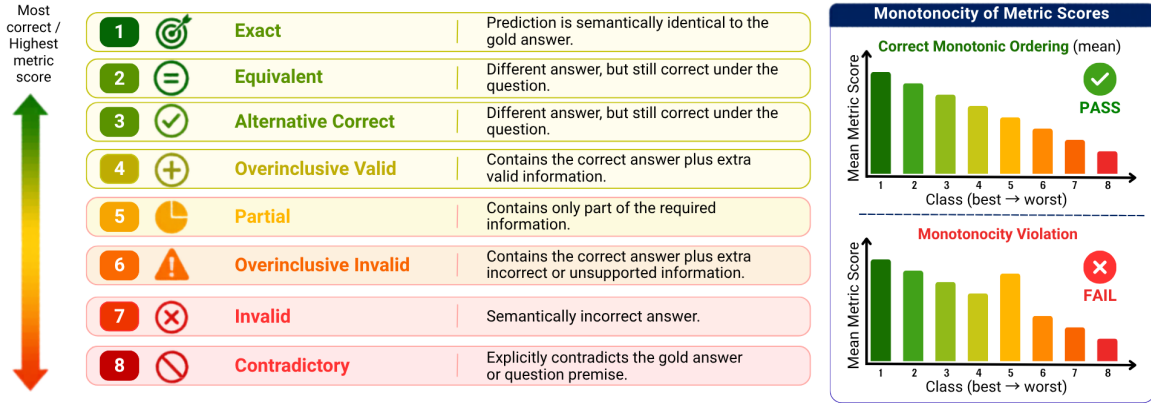 Most
correct /
Highest
metric
score
1 Exact Prediction is semantically identical to the
gold answer.
2 Equivalent Different answer, but still correct under the
question.
3 Alternative Correct Different answer, but still correct under the
question.
4 Overinclusive Valid Contains the correct answer plus extra
valid information.
5 Partial Contains only part of the required
information.
6 Overinclusive Invalid Contains the correct answer plus extra
incorrect or unsupported information.
7 Invalid Semantically incorrect answer.
8 Contradictory Explicitly contradicts the gold answer
or question premise.
Monotonocity of Metric Scores
Correct Monotonic Ordering (mean)
PASS
Mean Metric Score
1 2 3 4 5 6 7 8
Class (best → worst)
Monotonocity Violation
FAIL
Mean Metric Score
1 2 3 4 5 6 7 8
Class (best → worst)